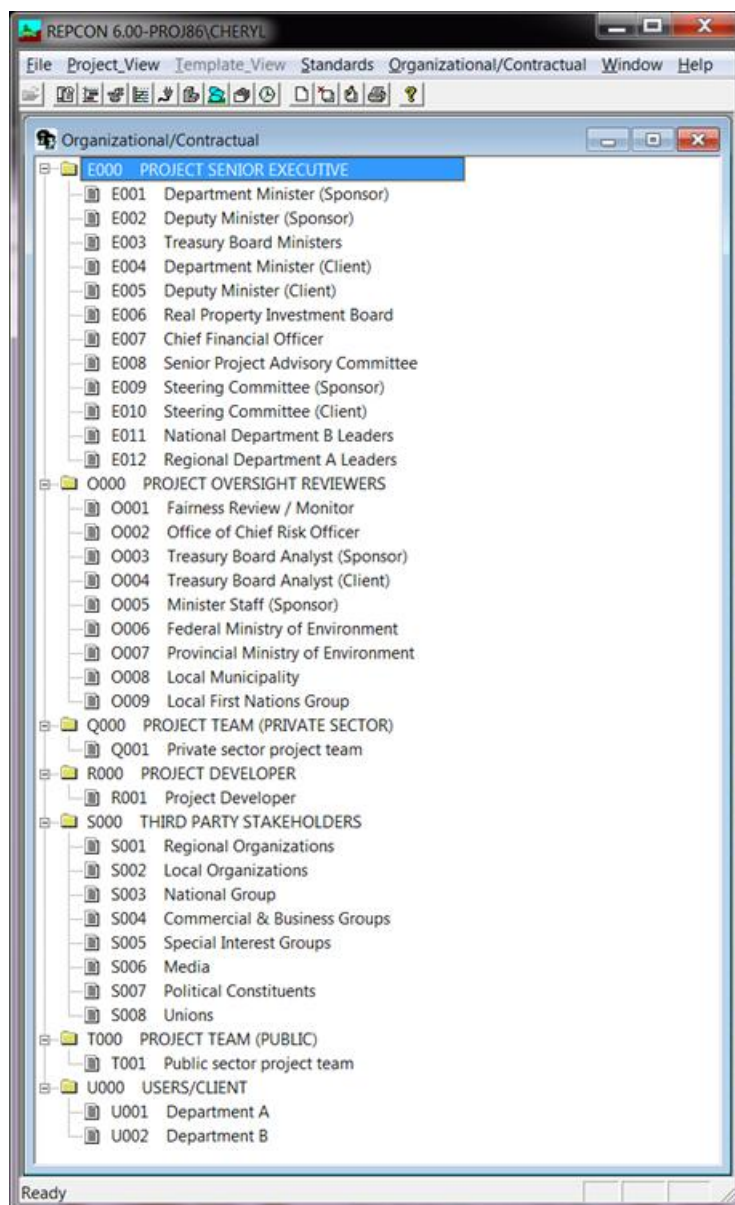 REPCON 6.00-PROJ86\CHERYL
File Project_View Template_View Standards Organizational/Contractual Window Help
Organizational/Contractual
E000 PROJECT SENIOR EXECUTIVE
E001 Department Minister (Sponsor)
E002 Deputy Minister (Sponsor)
E003 Treasury Board Ministers
E004 Department Minister (Client)
E005 Deputy Minister (Client)
E006 Real Property Investment Board
E007 Chief Financial Officer
E008 Senior Project Advisory Committee
E009 Steering Committee (Sponsor)
E010 Steering Committee (Client)
E011 National Department B Leaders
E012 Regional Department A Leaders
O000 PROJECT OVERSIGHT REVIEWERS
O001 Fairness Review / Monitor
O002 Office of Chief Risk Officer
O003 Treasury Board Analyst (Sponsor)
O004 Treasury Board Analyst (Client)
O005 Minister Staff (Sponsor)
O006 Federal Ministry of Environment
O007 Provincial Ministry of Environment
O008 Local Municipality
O009 Local First Nations Group
Q000 PROJECT TEAM (PRIVATE SECTOR)
Q001 Private sector project team
R000 PROJECT DEVELOPER
R001 Project Developer
S000 THIRD PARTY STAKEHOLDERS
S001 Regional Organizations
S002 Local Organizations
S003 National Group
S004 Commercial & Business Groups
S005 Special Interest Groups
S006 Media
S007 Political Constituents
S008 Unions
T000 PROJECT TEAM (PUBLIC)
T001 Public sector project team
U000 USERS/CLIENT
U001 Department A
U002 Department B
Ready